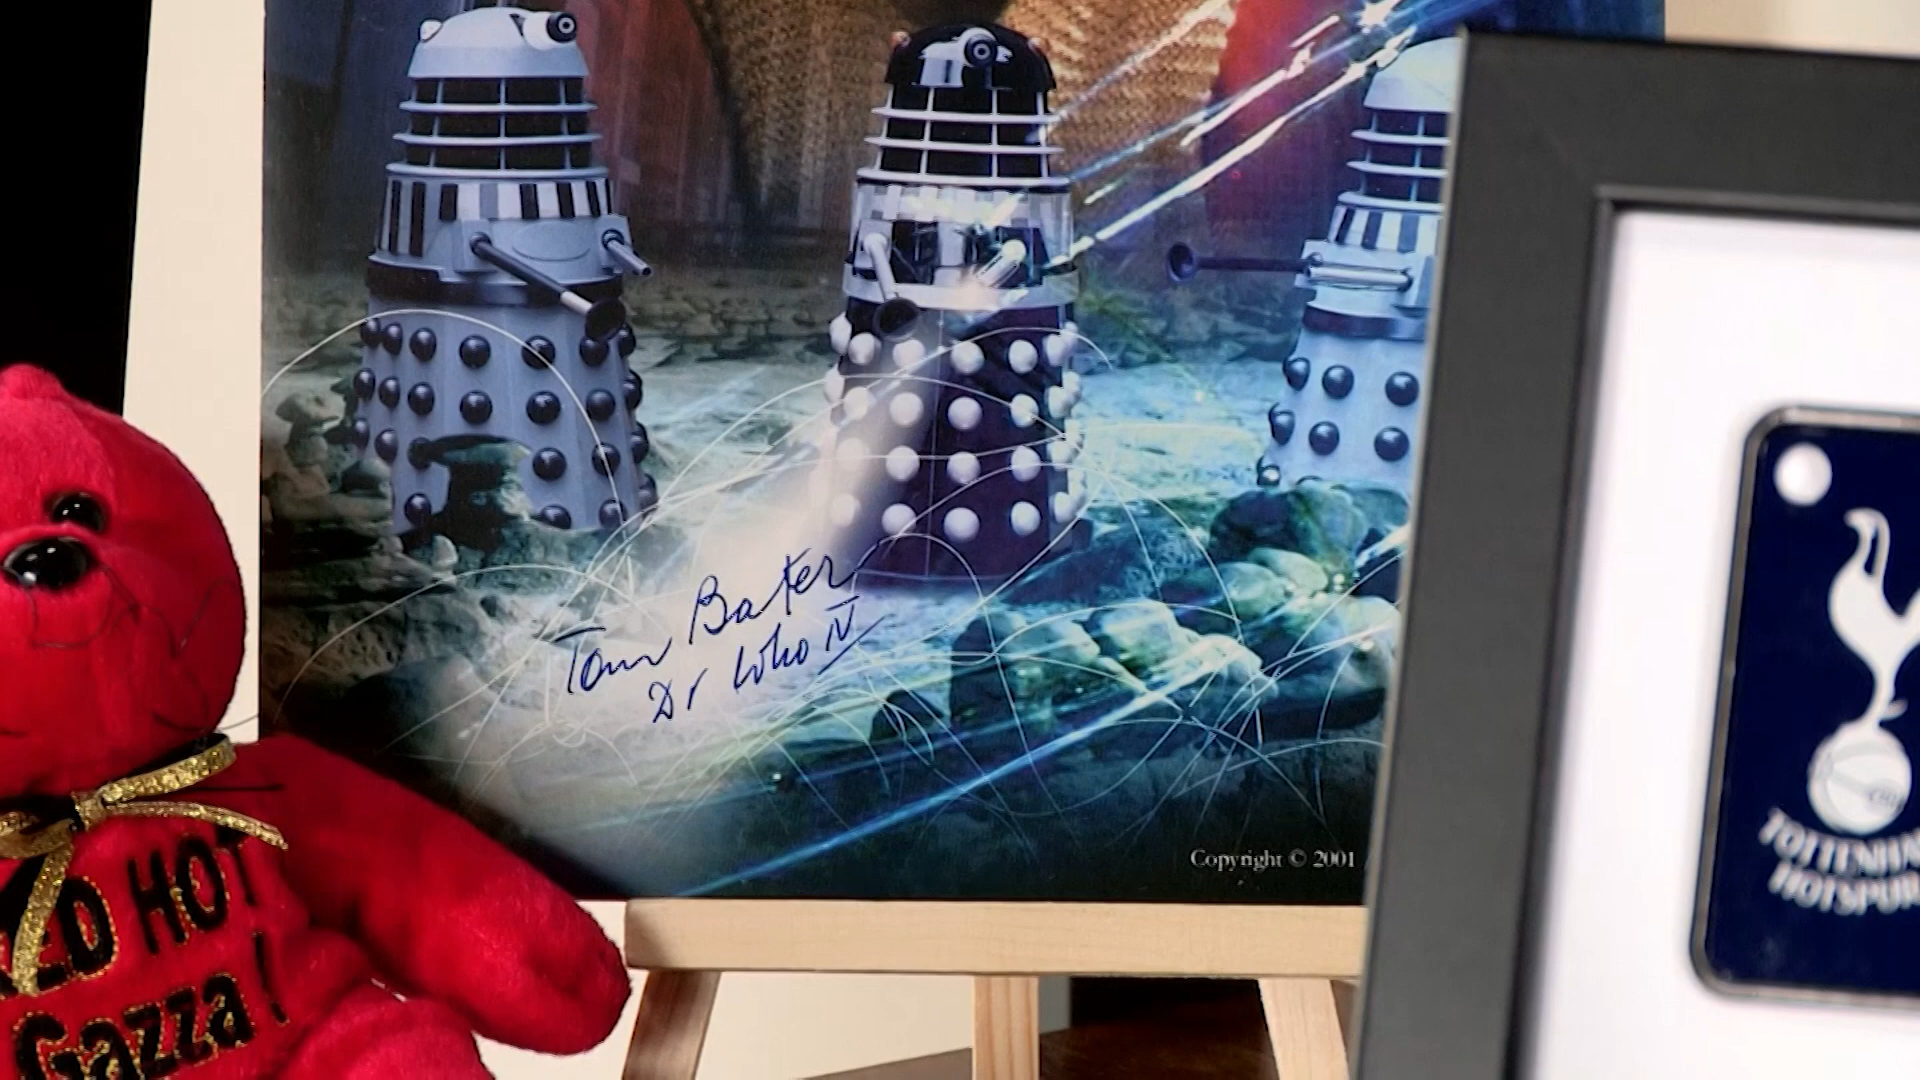 Tom Baker
Dr Who IV
Copyright © 2001
RED HOT
Gazza!
TOTTENHAM
HOTSPUR